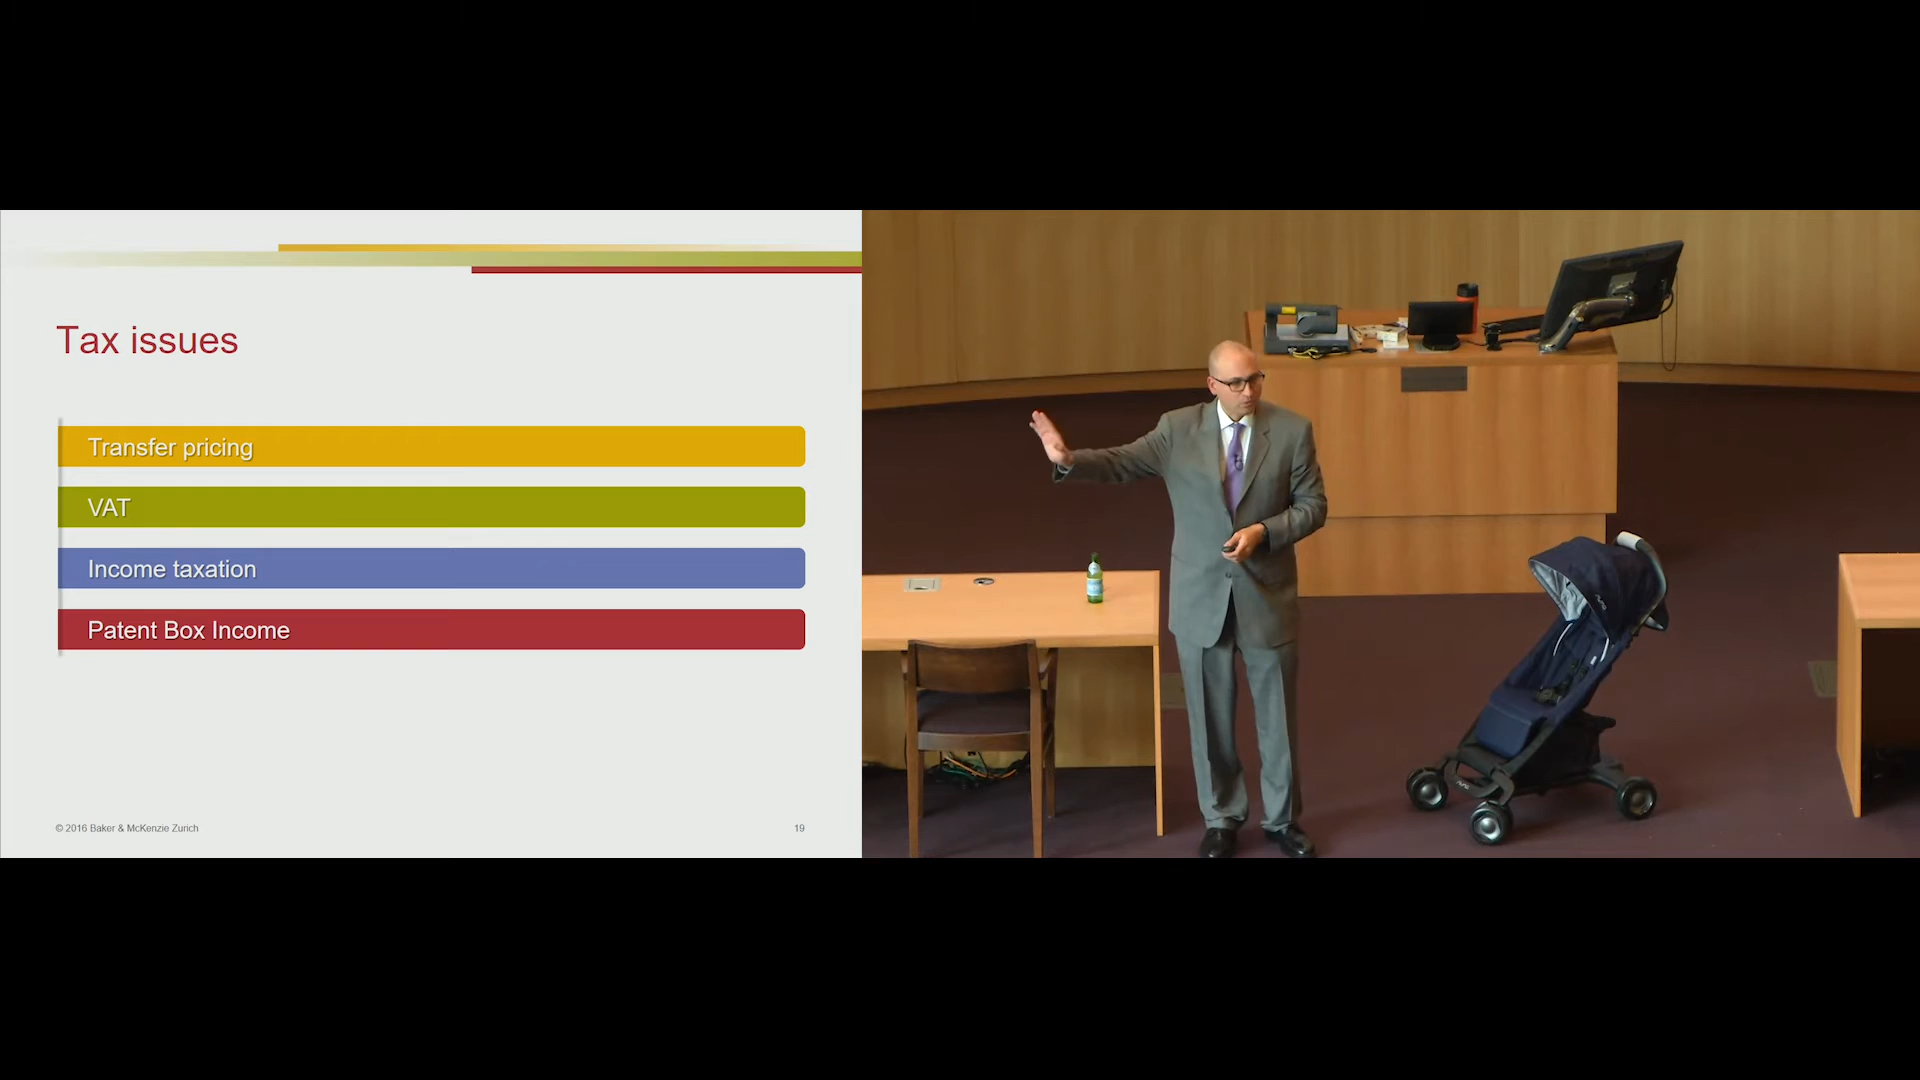 Tax issues
Transfer pricing
VAT
Income taxation
Patent Box Income
© 2016 Baker & McKenzie Zurich
19